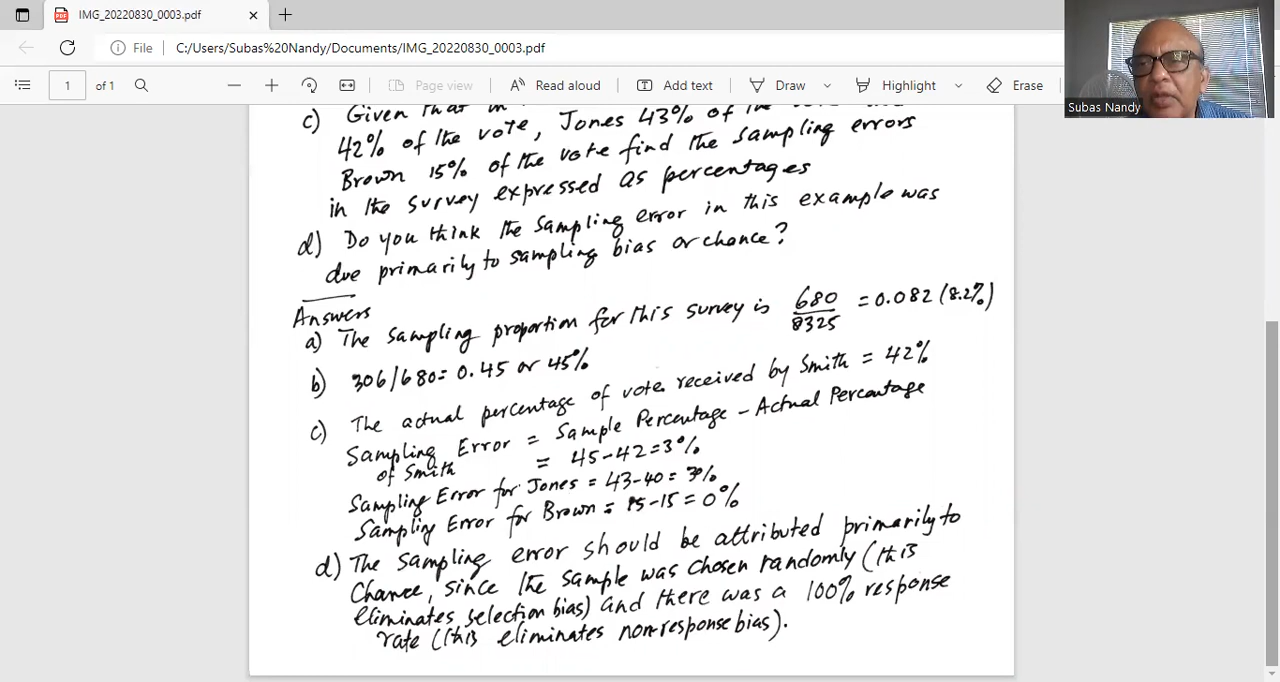 IMG_20220830_0003.pdf
File C:/Users/Subas%20Nandy/Documents/IMG_20220830_0003.pdf
1 of 1 Page view Read aloud Add text Draw Highlight Erase
Subas Nandy
c) Given that
42% of the vote, Jones 43% of the vote
Brown 15% of the vote find the sampling errors
in the survey expressed as percentages
d) Do you think the sampling error in this example was
due primarily to sampling bias or chance?
Answers
a) The sampling proportion for this survey is 680/8325 = 0.082 (8.2%)
b) 306/680 = 0.45 or 45%
c) The actual percentage of vote received by Smith = 42%
Sampling Error = Sample Percentage - Actual Percentage
of Smith = 45-42=3%
Sampling Error for Jones = 43-40 = 3%
Sampling Error for Brown = 15-15 = 0%
d) The sampling error should be attributed primarily to
Chance, since the sample was chosen randomly (this
eliminates selection bias) and there was a 100% response
rate (this eliminates non-response bias).